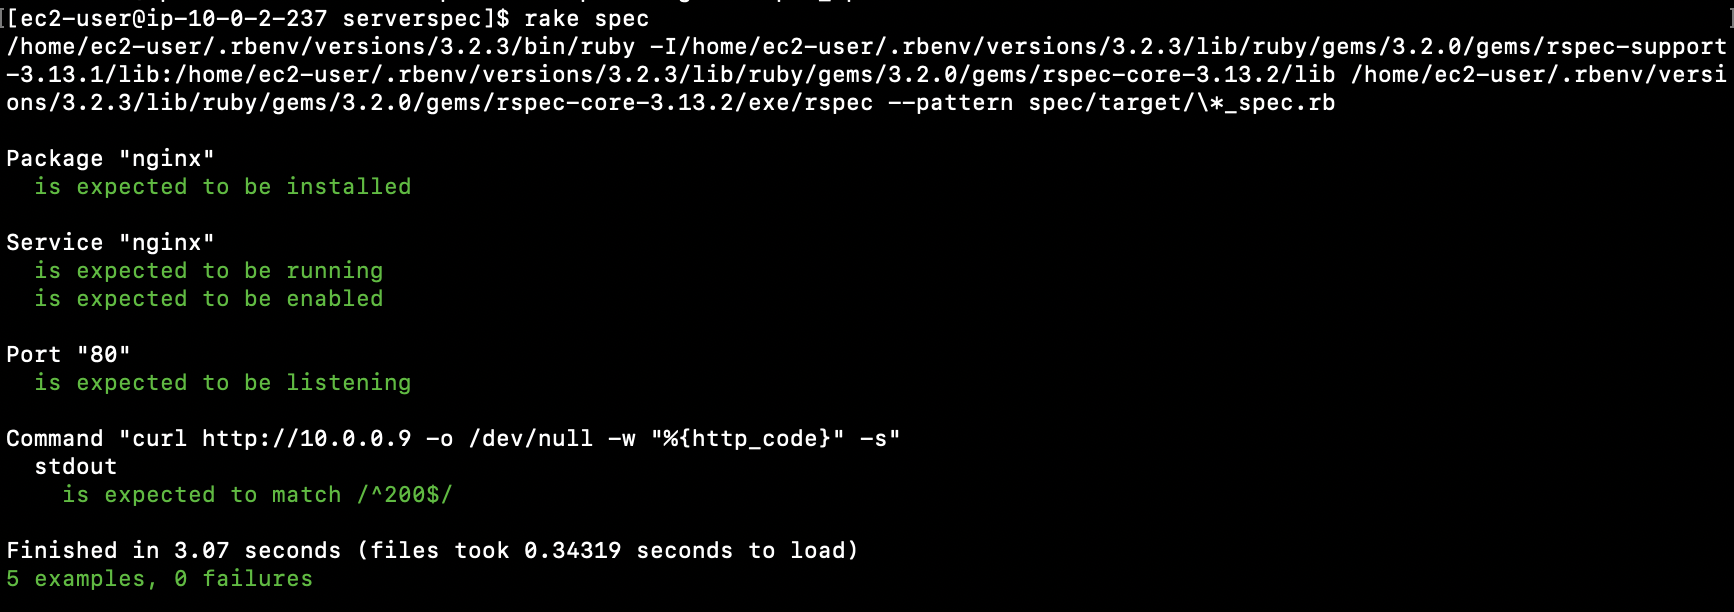 [[ec2-user@ip-10-0-2-237 serverspec]$ rake spec ]
/home/ec2-user/.rbenv/versions/3.2.3/bin/ruby -I/home/ec2-user/.rbenv/versions/3.2.3/lib/ruby/gems/3.2.0/gems/rspec-support
-3.13.1/lib:/home/ec2-user/.rbenv/versions/3.2.3/lib/ruby/gems/3.2.0/gems/rspec-core-3.13.2/lib /home/ec2-user/.rbenv/versi
ons/3.2.3/lib/ruby/gems/3.2.0/gems/rspec-core-3.13.2/exe/rspec --pattern spec/target/\*_spec.rb
Package "nginx"
is expected to be installed
Service "nginx"
is expected to be running
is expected to be enabled
Port "80"
is expected to be listening
Command "curl http://10.0.0.9 -o /dev/null -w "%{http_code}" -s"
stdout
is expected to match /^200$/
Finished in 3.07 seconds (files took 0.34319 seconds to load)
5 examples, 0 failures